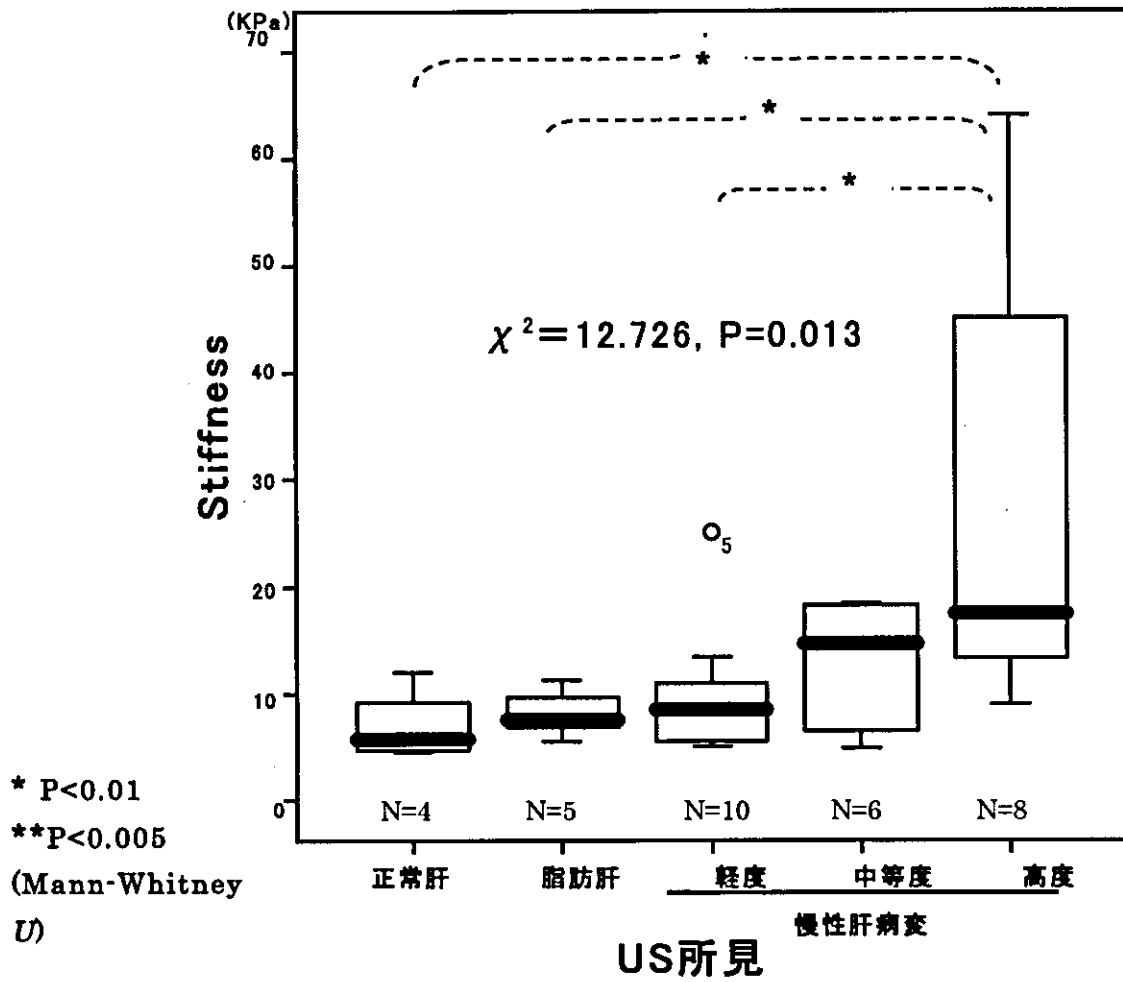 (KPa)
70
*
*
60
*
50
χ²=12.726, P=0.013
40
Stiffness
30
5
20
10
0
N=4 N=5 N=10 N=6 N=8
* P<0.01
**P<0.005
(Mann-Whitney
U)
正常肝 脂肪肝 軽度 中等度 高度
慢性肝病変
US所見